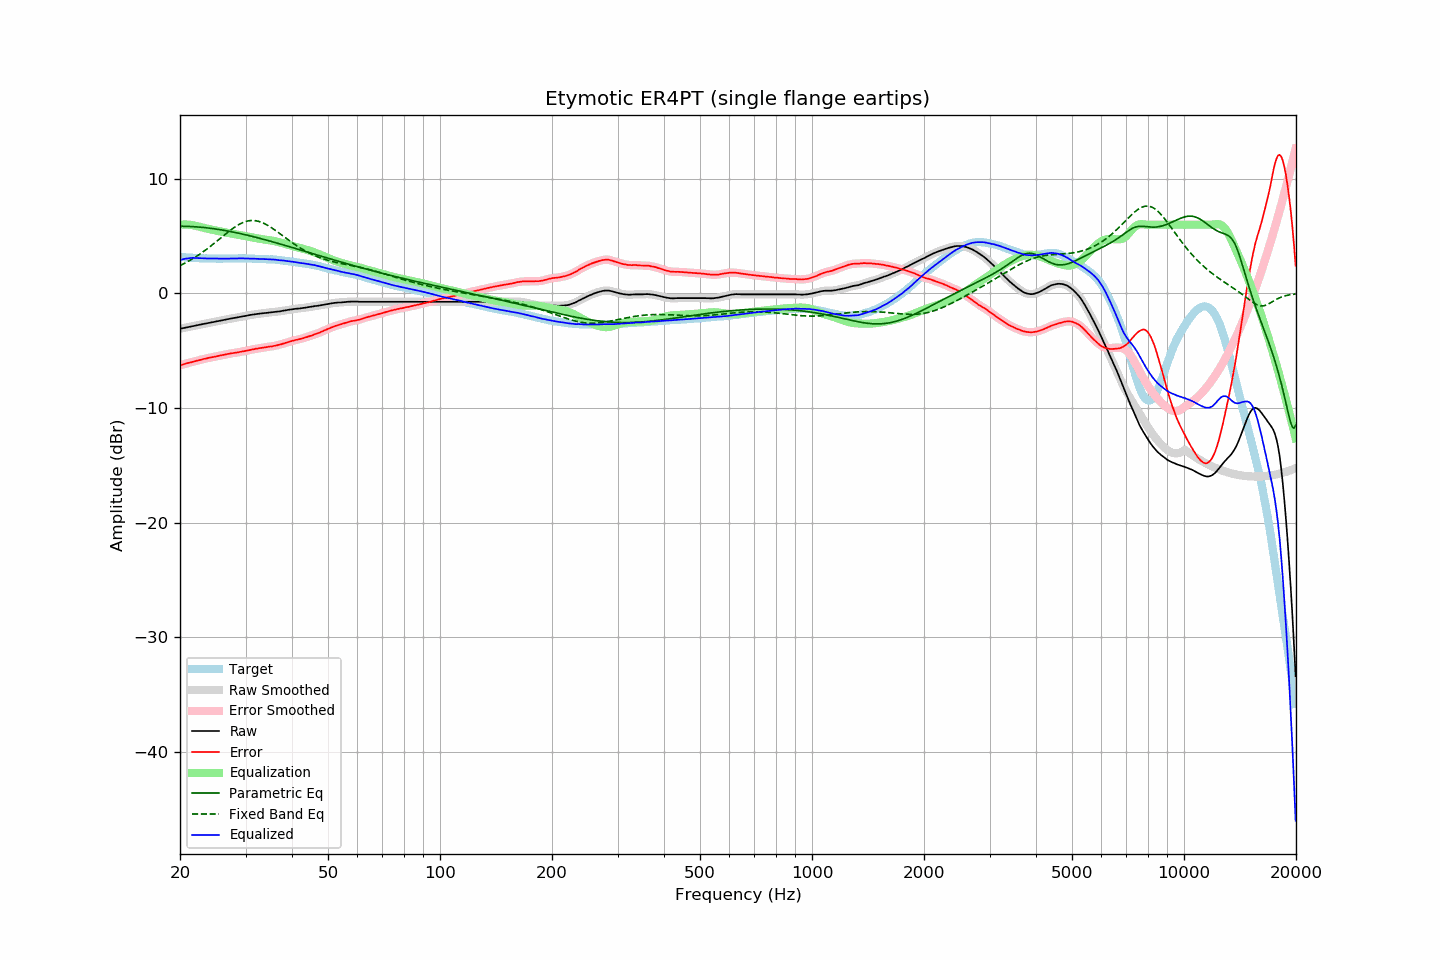 Etymotic ER4PT (single flange eartips)
10
0
−10
−20
−30
−40
Amplitude (dBr)
Target
Raw Smoothed
Error Smoothed
Raw
Error
Equalization
Parametric Eq
Fixed Band Eq
Equalized
20 50 100 200 500 1000 2000 5000 10000 20000
Frequency (Hz)